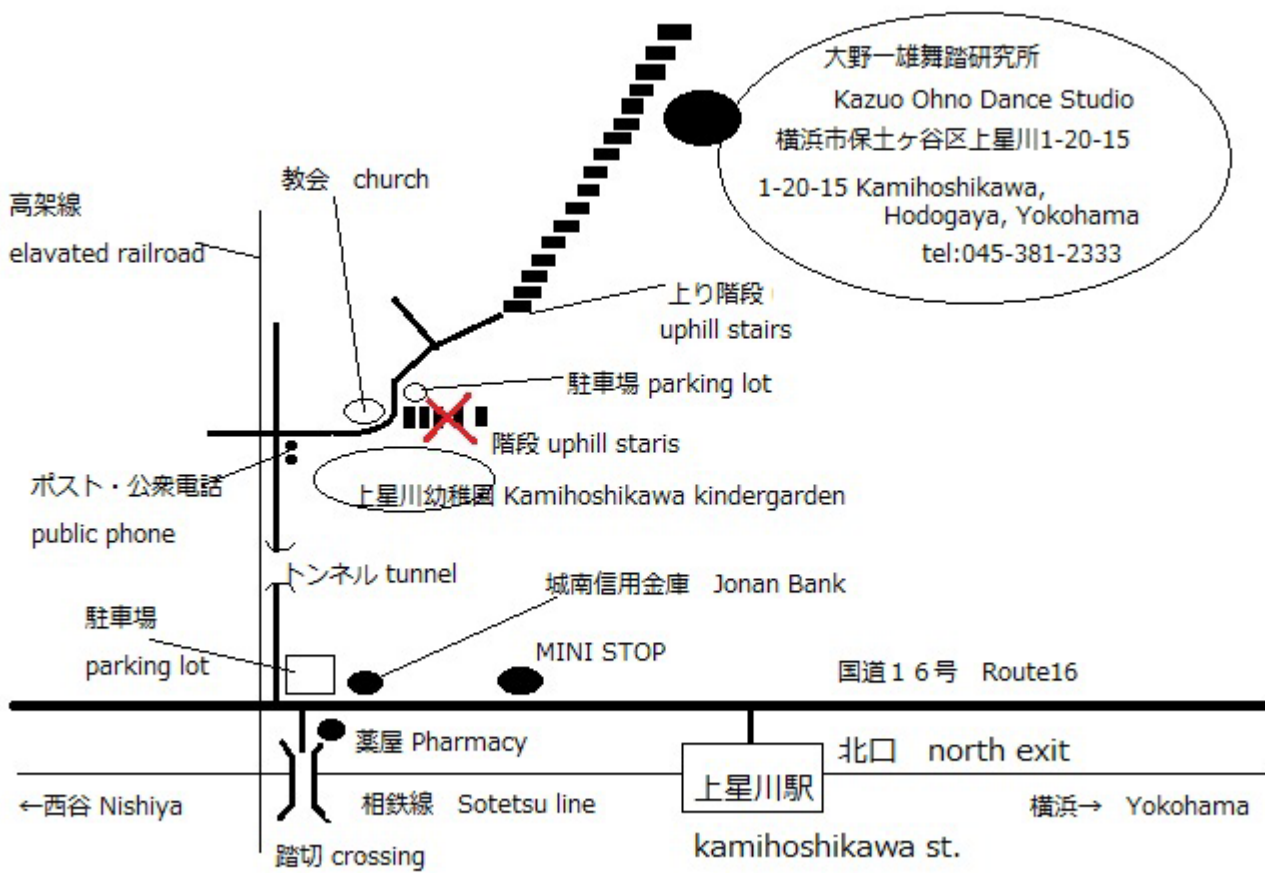 大野一雄舞踏研究所
Kazuo Ohno Dance Studio
横浜市保土ヶ谷区上星川1-20-15
1-20-15 Kamihoshikawa,
Hodogaya, Yokohama
tel:045-381-2333
教会 church
高架線
elavated railroad
上り階段
uphill stairs
駐車場 parking lot
階段 uphill staris
ポスト・公衆電話
public phone
上星川幼稚園 Kamihoshikawa kindergarden
トンネル tunnel
城南信用金庫 Jonan Bank
駐車場
parking lot
MINI STOP
国道１６号 Route16
薬屋 Pharmacy
北口 north exit
上星川駅
←西谷 Nishiya
相鉄線 Sotetsu line
横浜→ Yokohama
kamihoshikawa st.
踏切 crossing